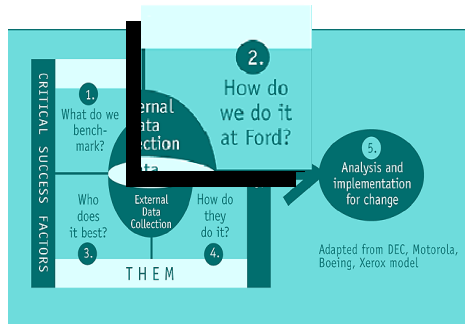 CRITICAL SUCCESS FACTORS
1.
What do we
bench-
mark?
2.
How do
we do it
at Ford?
ernal
ata
ection
External
Data
Collection
Who
does
it best?
3.
How do
they
do it?
4.
THEM
5.
Analysis and
implementation
for change
Adapted from DEC, Motorola,
Boeing, Xerox model